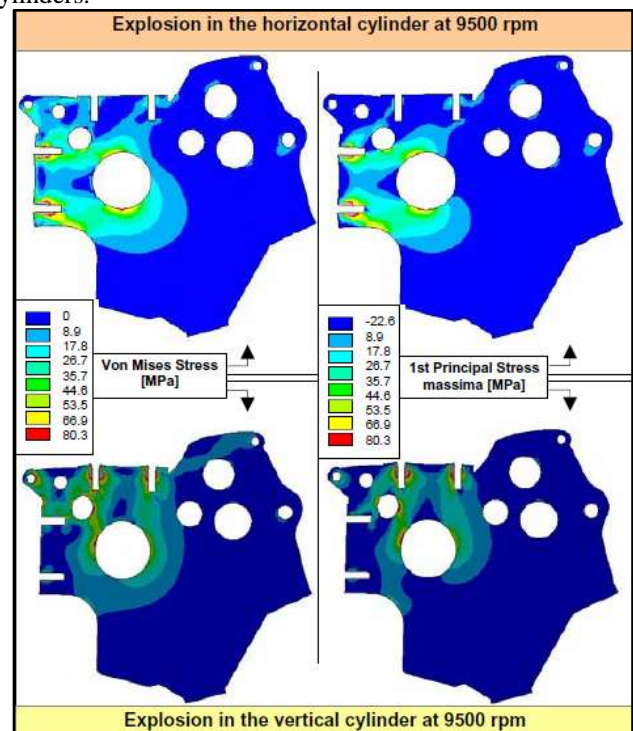 ylinders.
Explosion in the horizontal cylinder at 9500 rpm
0
8.9
17.8
26.7
35.7
44.6
53.5
66.9
80.3
Von Mises Stress
[MPa]
-22.6
8.9
17.8
26.7
35.7
44.6
53.5
66.9
80.3
1st Principal Stress
massima [MPa]
Explosion in the vertical cylinder at 9500 rpm